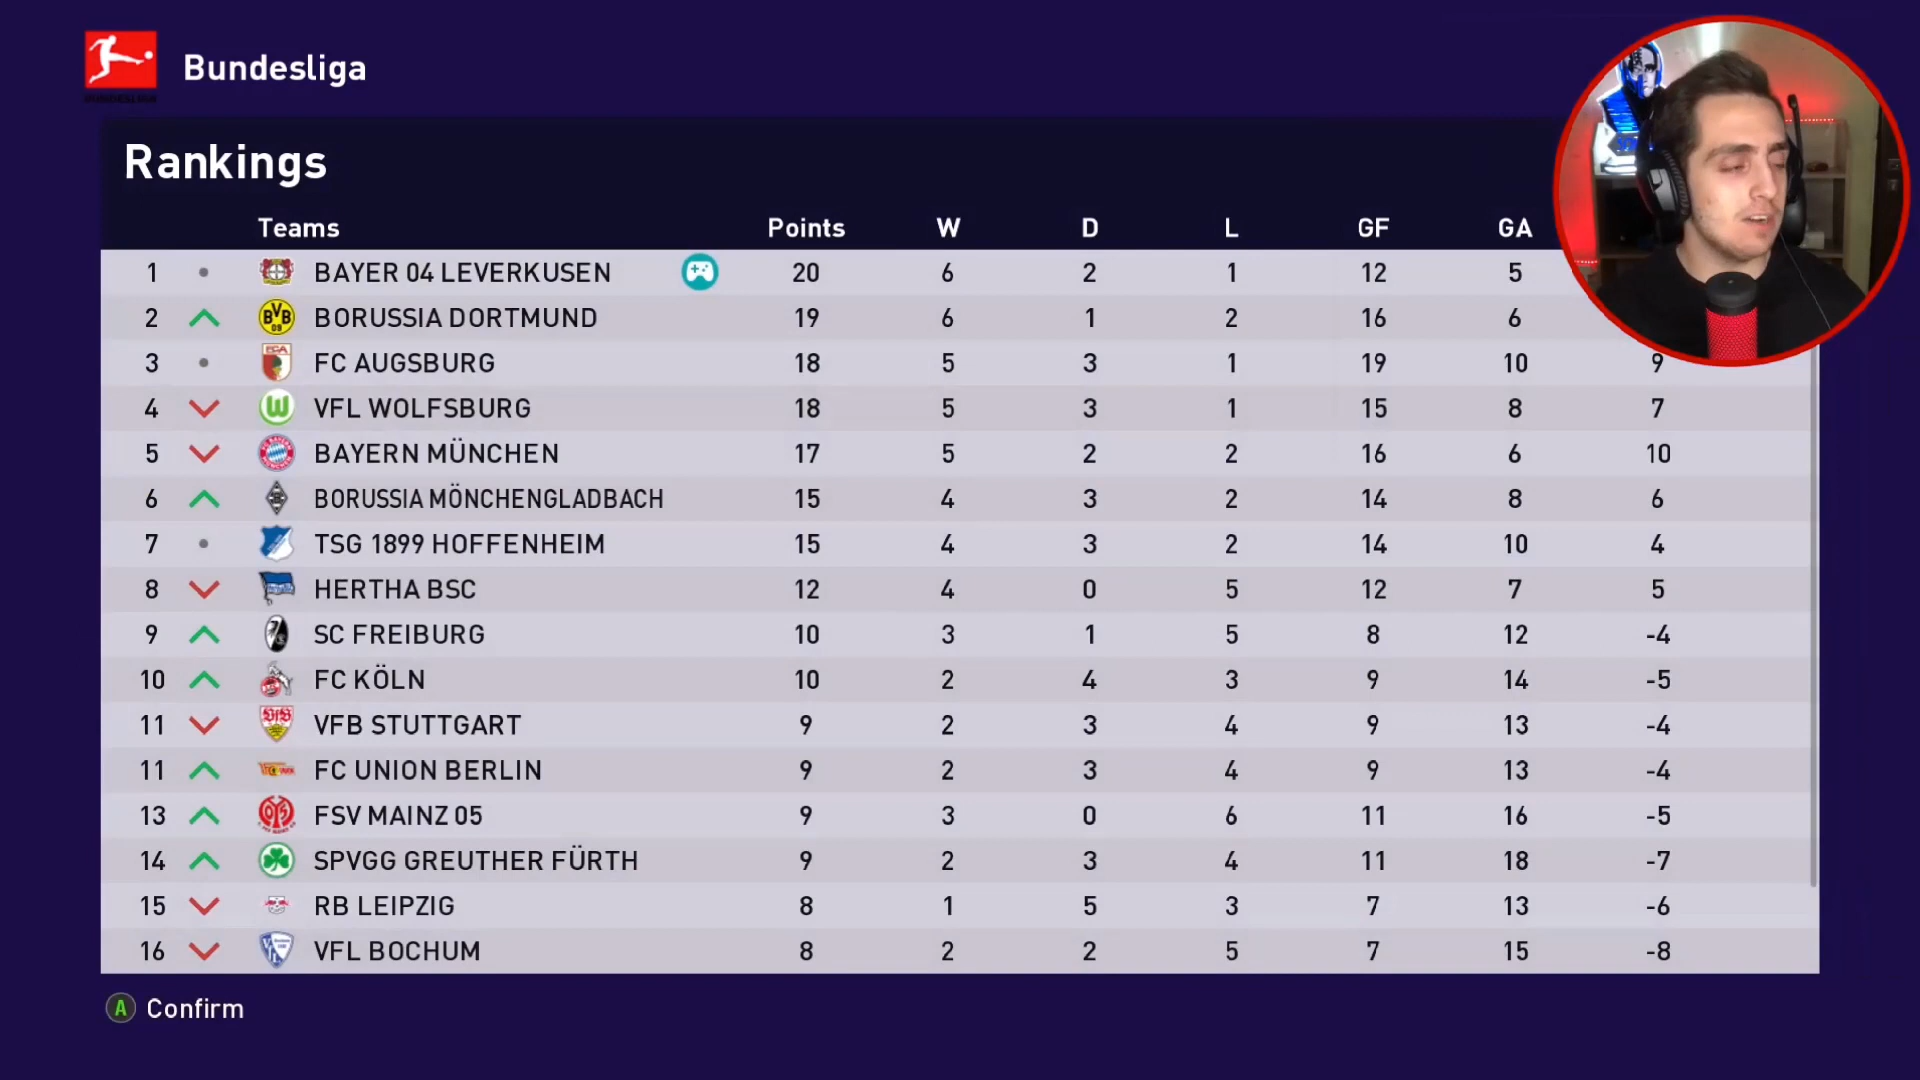 Bundesliga
Rankings
Teams Points W D L GF GA
1 BAYER 04 LEVERKUSEN 20 6 2 1 12 5
2 BORUSSIA DORTMUND 19 6 1 2 16 6
3 FC AUGSBURG 18 5 3 1 19 10 9
4 VFL WOLFSBURG 18 5 3 1 15 8 7
5 BAYERN MÜNCHEN 17 5 2 2 16 6 10
6 BORUSSIA MÖNCHENGLADBACH 15 4 3 2 14 8 6
7 TSG 1899 HOFFENHEIM 15 4 3 2 14 10 4
8 HERTHA BSC 12 4 0 5 12 7 5
9 SC FREIBURG 10 3 1 5 8 12 -4
10 FC KÖLN 10 2 4 3 9 14 -5
11 VFB STUTTGART 9 2 3 4 9 13 -4
11 FC UNION BERLIN 9 2 3 4 9 13 -4
13 FSV MAINZ 05 9 3 0 6 11 16 -5
14 SPVGG GREUTHER FÜRTH 9 2 3 4 11 18 -7
15 RB LEIPZIG 8 1 5 3 7 13 -6
16 VFL BOCHUM 8 2 2 5 7 15 -8
A Confirm